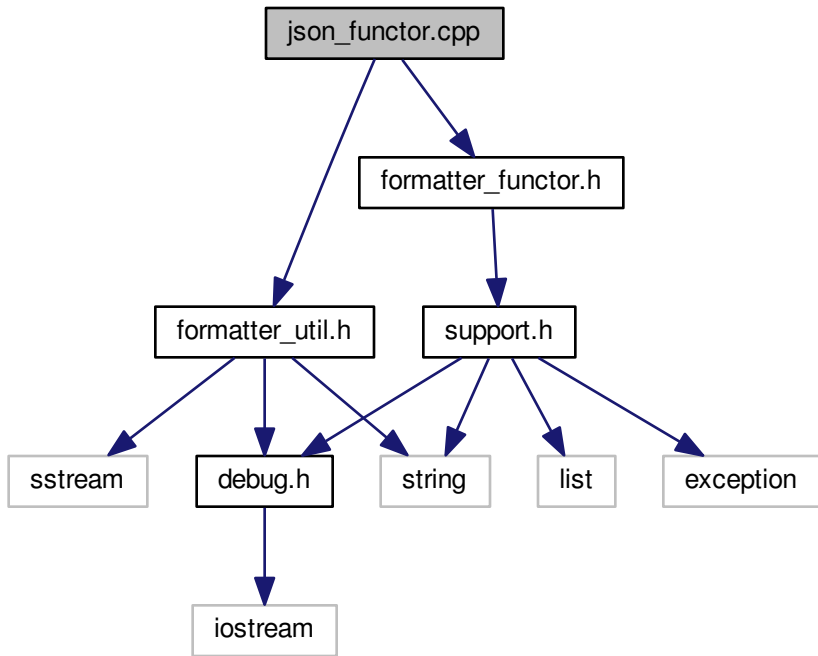 json_functor.cpp
formatter_functor.h
formatter_util.h
support.h
sstream
debug.h
string
list
exception
iostream